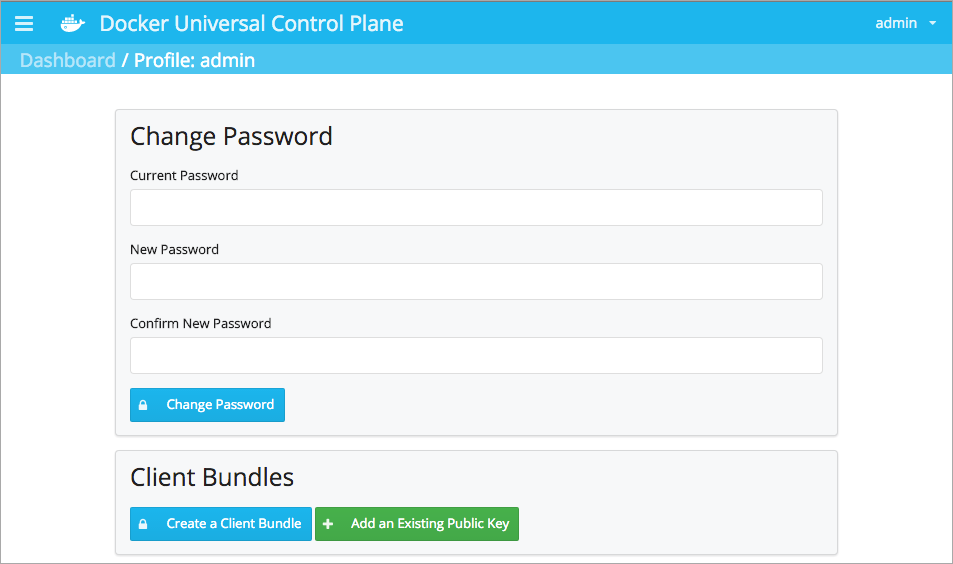 Docker Universal Control Plane
admin
Dashboard / Profile: admin
Change Password
Current Password
New Password
Confirm New Password
Change Password
Client Bundles
Create a Client Bundle
Add an Existing Public Key